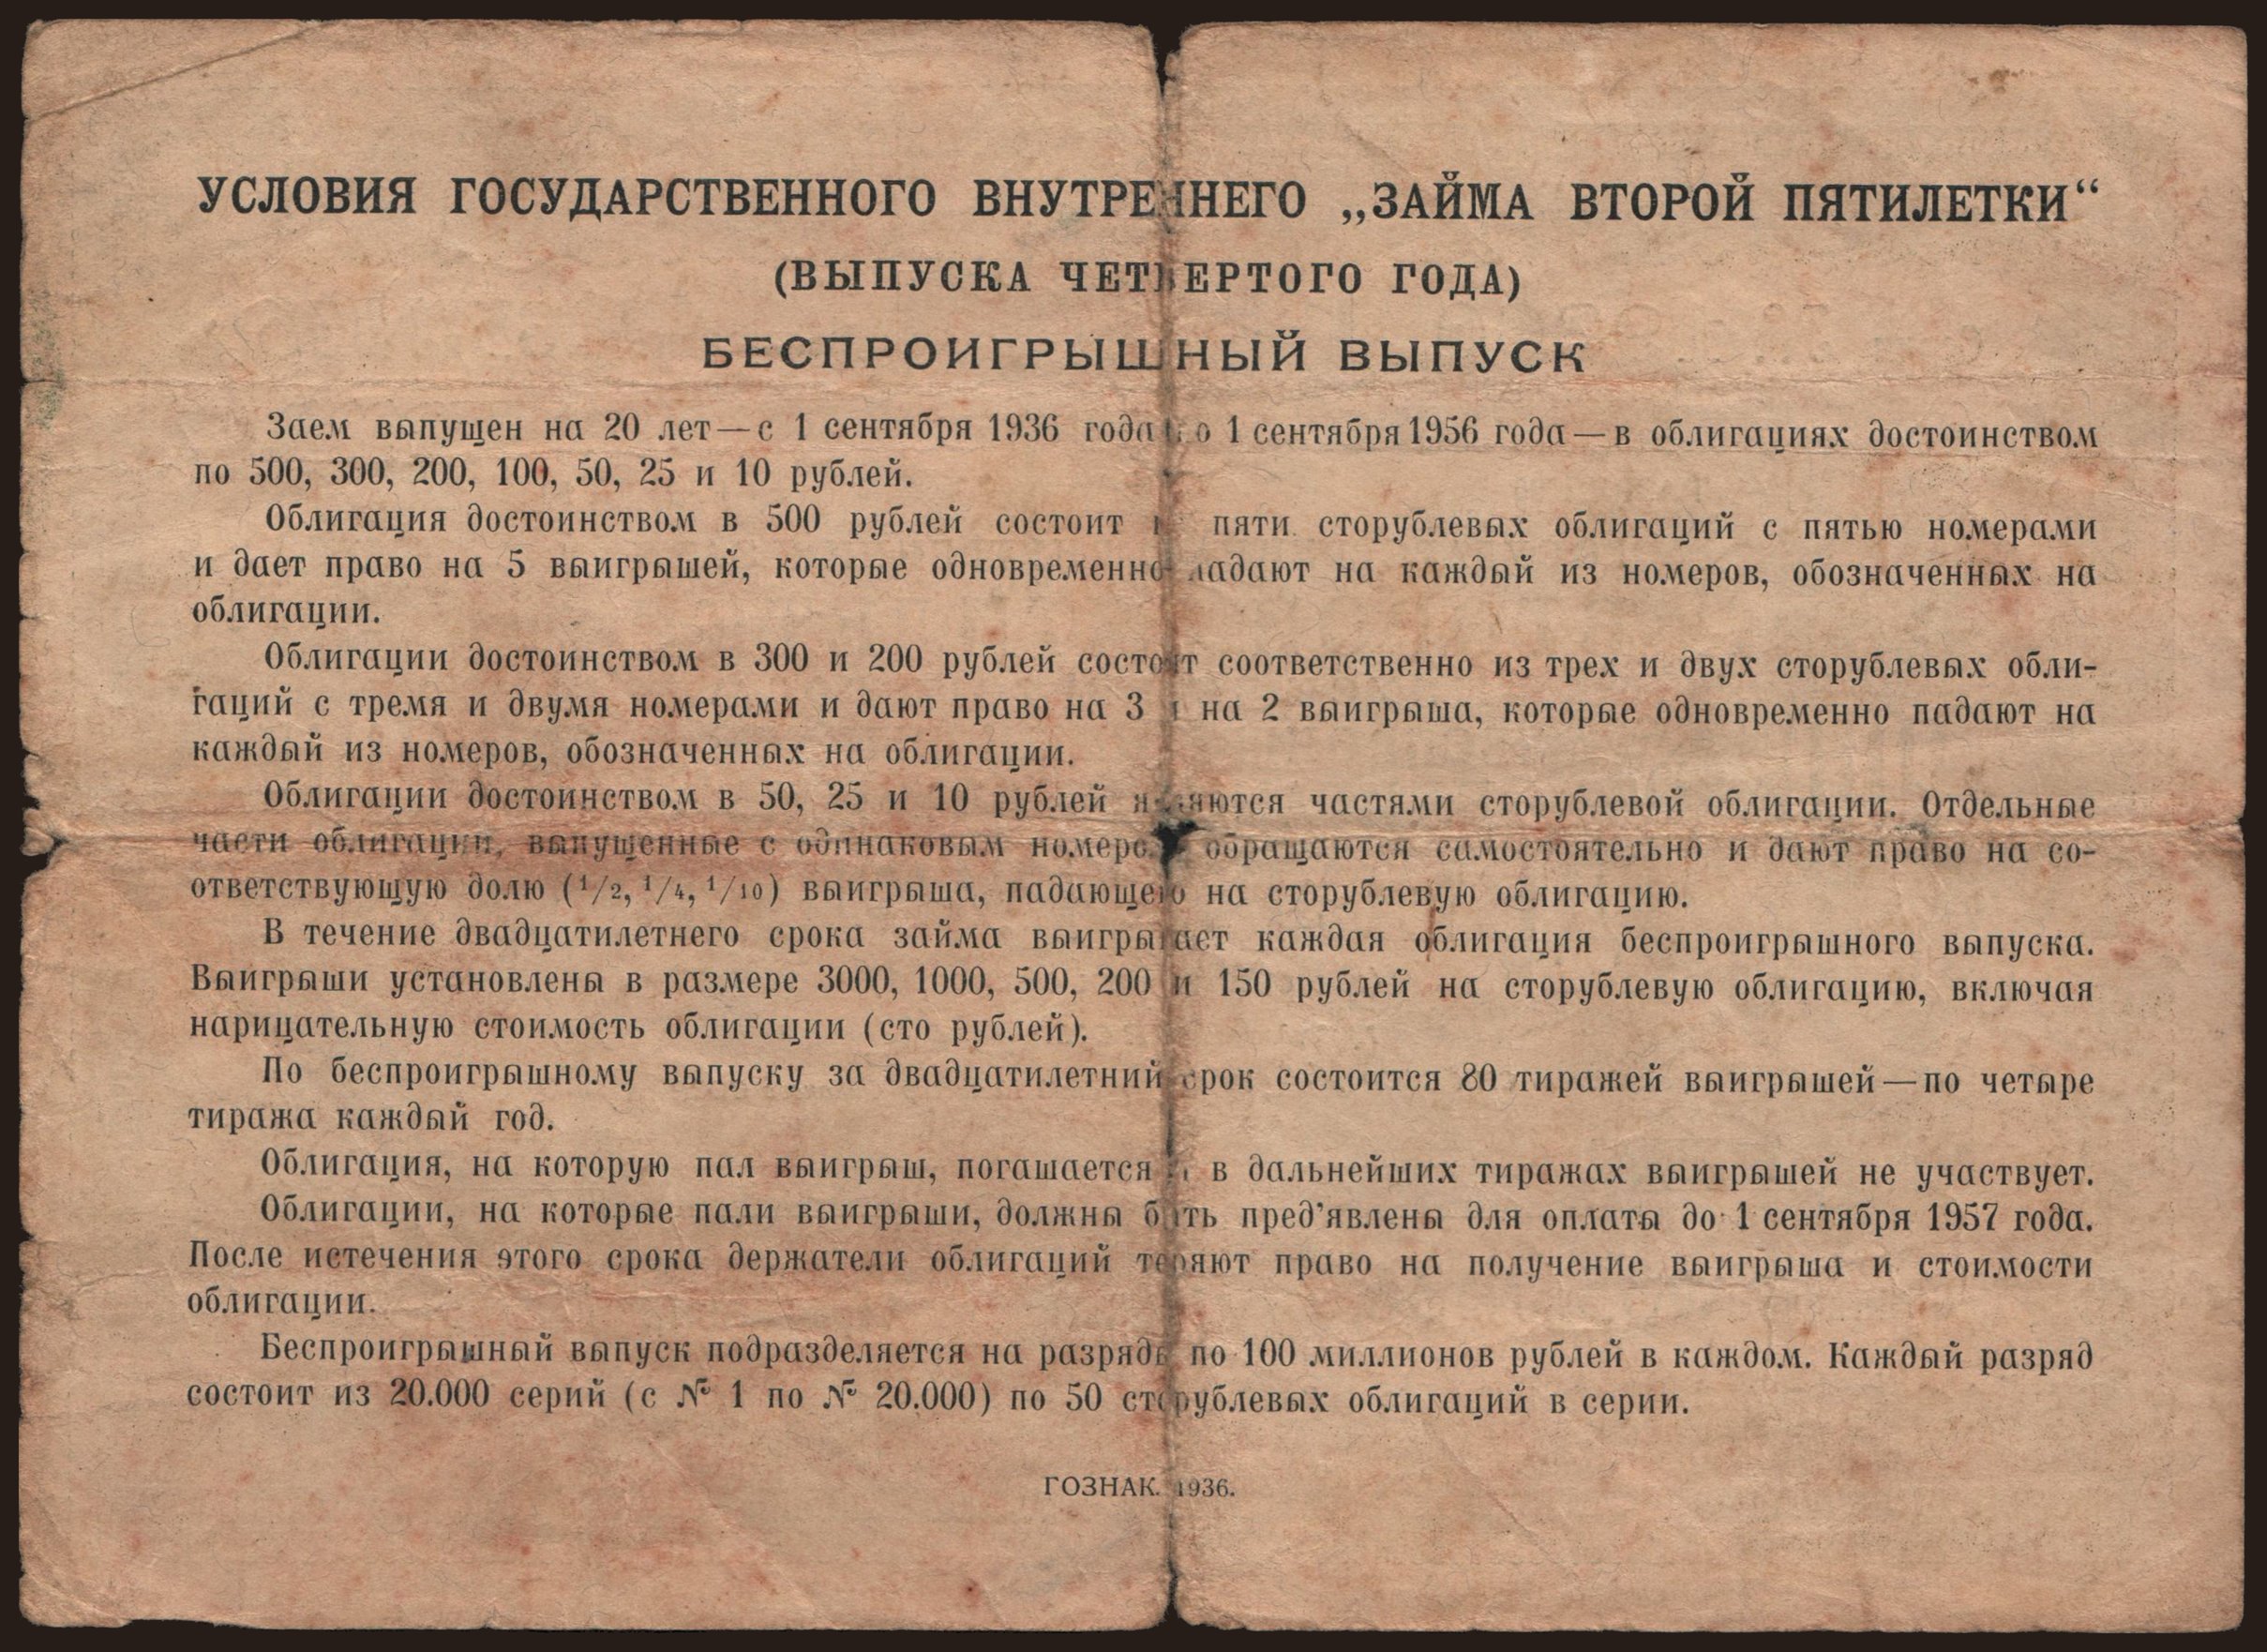 УСЛОВИЯ ГОСУДАРСТВЕННОГО ВНУТРЕННЕГО „ЗАЙМА ВТОРОЙ ПЯТИЛЕТКИ“
(ВЫПУСКА ЧЕТВЕРТОГО ГОДА)
БЕСПРОИГРЫШНЫЙ ВЫПУСК
Заем выпущен на 20 лет—с 1 сентября 1936 года по 1 сентября 1956 года—в облигациях достоинством
по 500, 300, 200, 100, 50, 25 и 10 рублей.
Облигация достоинством в 500 рублей состоит из пяти сторублевых облигаций с пятью номерами
и дает право на 5 выигрышей, которые одновременно падают на каждый из номеров, обозначенных на
облигации.
Облигации достоинством в 300 и 200 рублей состоят соответственно из трех и двух сторублевых обли-
гаций с тремя и двумя номерами и дают право на 3 и на 2 выигрыша, которые одновременно падают на
каждый из номеров, обозначенных на облигации.
Облигации достоинством в 50, 25 и 10 рублей являются частями сторублевой облигации. Отдельные
части облигации, выпущенные с одинаковым номером, обращаются самостоятельно и дают право на со-
ответствующую долю (1/2, 1/4, 1/10) выигрыша, падающего на сторублевую облигацию.
В течение двадцатилетнего срока займа выигрывает каждая облигация беспроигрышного выпуска.
Выигрыши установлены в размере 3000, 1000, 500, 200 и 150 рублей на сторублевую облигацию, включая
нарицательную стоимость облигации (сто рублей).
По беспроигрышному выпуску за двадцатилетний срок состоится 80 тиражей выигрышей—по четыре
тиража каждый год.
Облигация, на которую пал выигрыш, погашается и в дальнейших тиражах выигрышей не участвует.
Облигации, на которые пали выигрыши, должны быть пред’явлены для оплаты до 1 сентября 1957 года.
После истечения этого срока держатели облигаций теряют право на получение выигрыша и стоимости
облигации.
Беспроигрышный выпуск подразделяется на разряды по 100 миллионов рублей в каждом. Каждый разряд
состоит из 20.000 серий (с № 1 по № 20.000) по 50 сторублевых облигаций в серии.
ГОЗНАК. 1936.